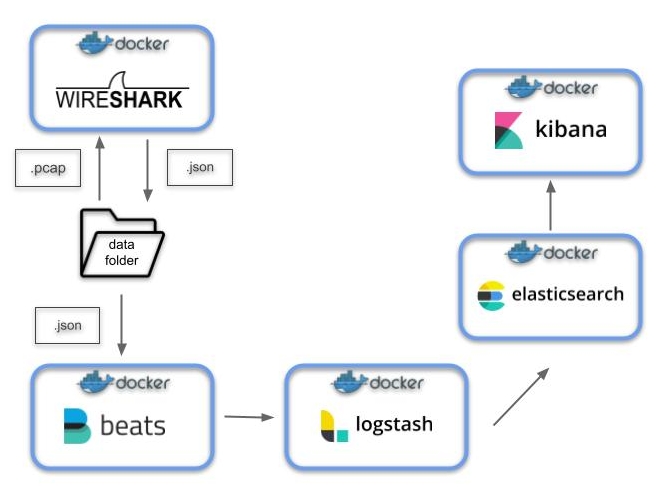 docker
WIRESHARK
.pcap
.json
data
folder
.json
docker
beats
docker
logstash
docker
elasticsearch
docker
kibana